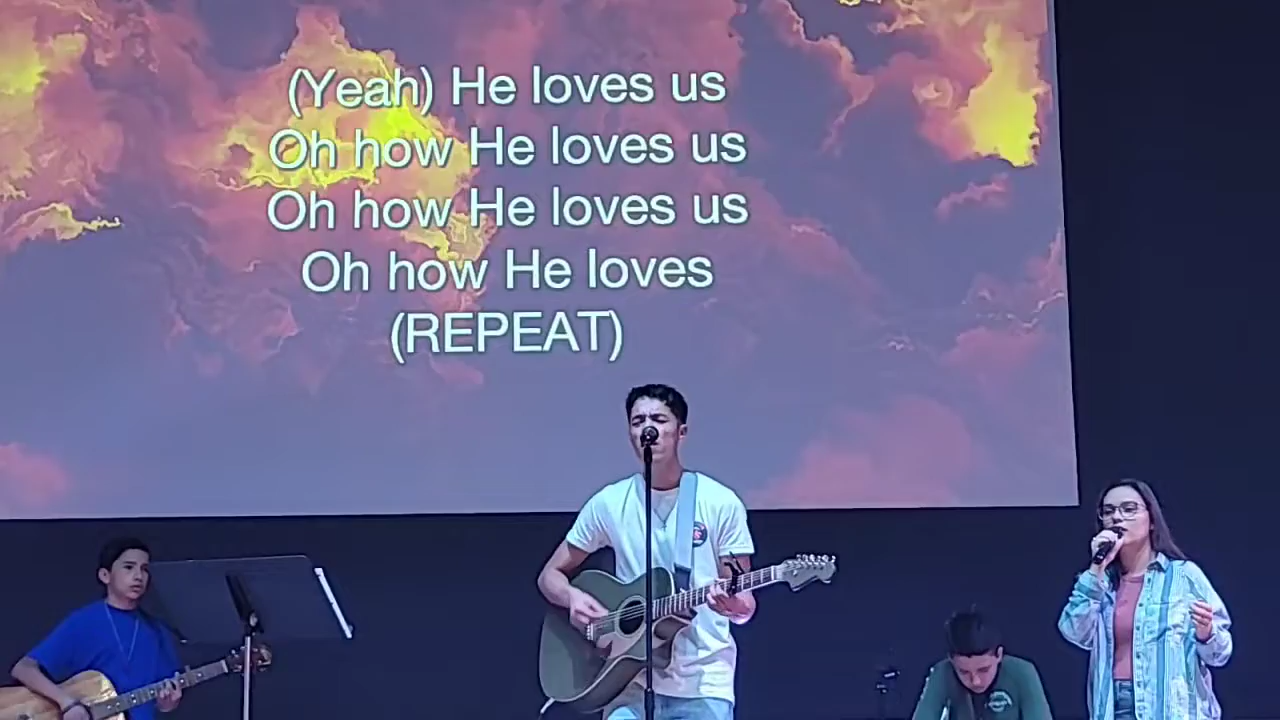 (Yeah) He loves us
Oh how He loves us
Oh how He loves us
Oh how He loves
(REPEAT)